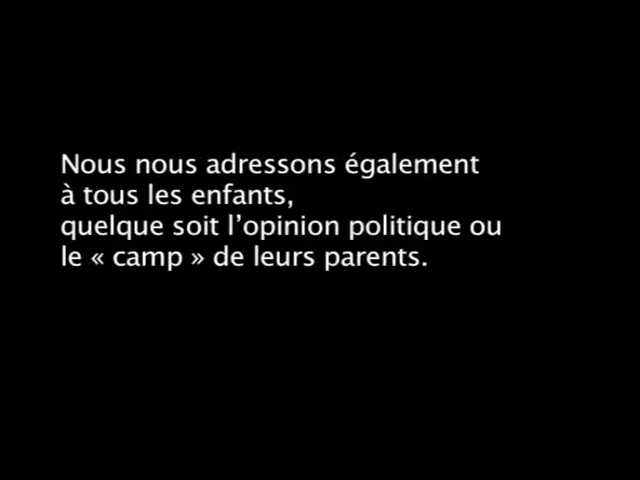 Nous nous adressons également
à tous les enfants,
quelque soit l’opinion politique ou
le « camp » de leurs parents.